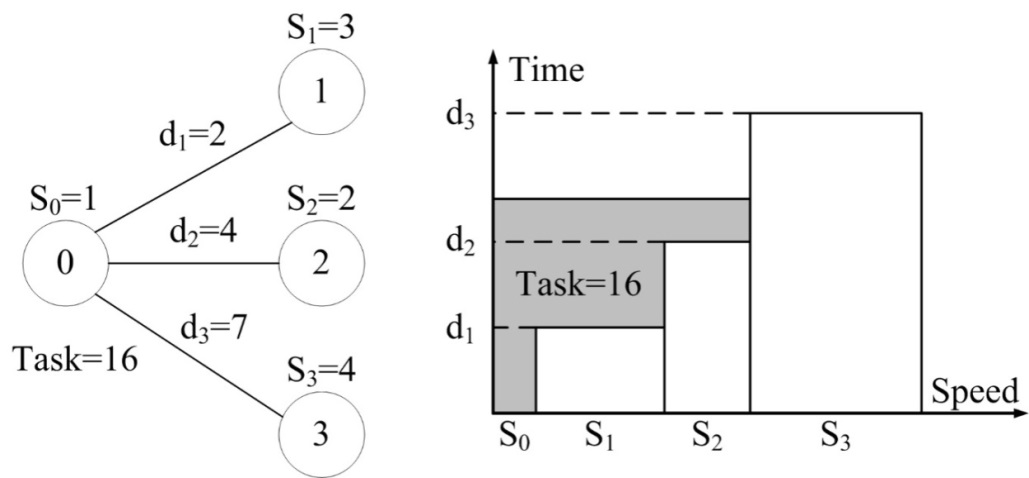 S₁=3
1
d₁=2
S₀=1
0
d₂=4
S₂=2
2
d₃=7
Task=16
S₃=4
3
Time
d₃
d₂
Task=16
d₁
Speed
S₀ S₁ S₂ S₃